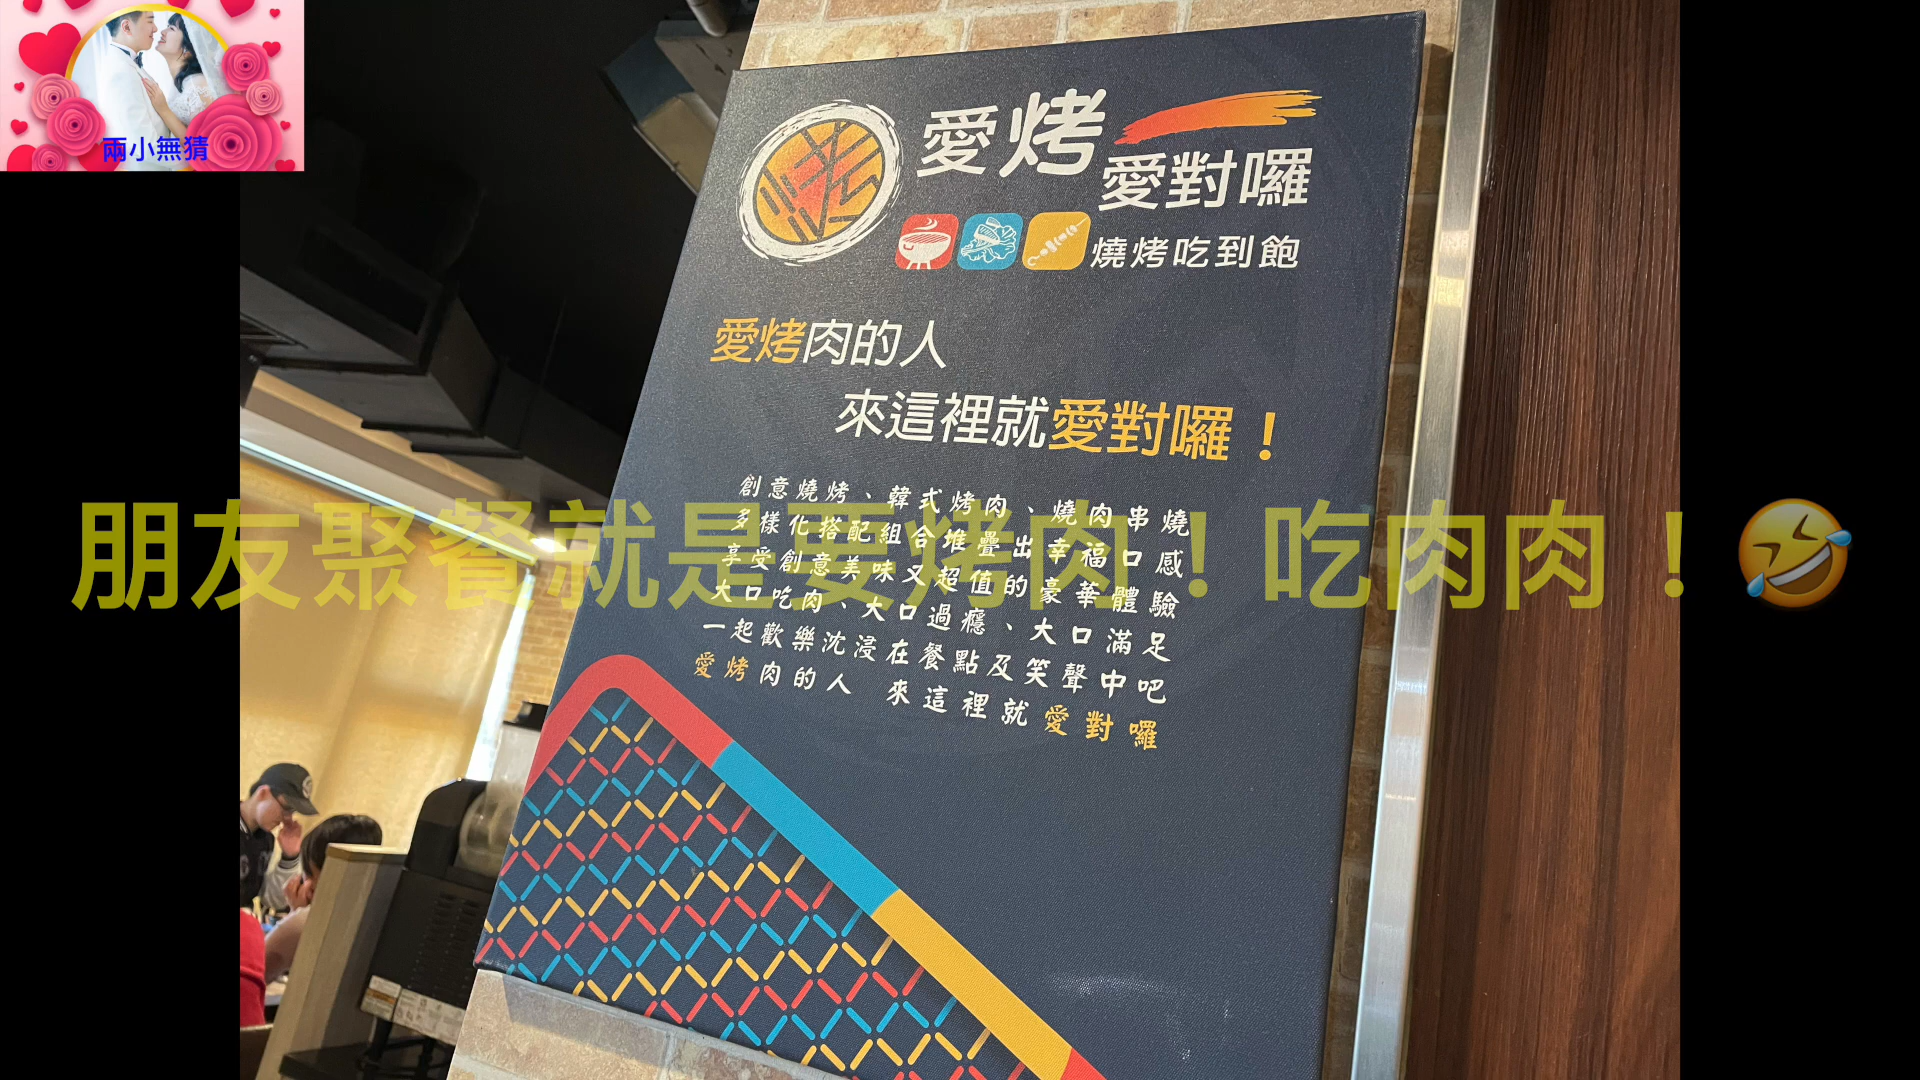 兩小無猜
愛烤
愛對囉
燒烤吃到飽
愛烤肉的人
來這裡就愛對囉！
創意燒烤、韓式烤肉、燒肉串燒
多樣化搭配組合堆疊出幸福口感
享受創意美味又超值的豪華體驗
大口吃肉、大口過癮、大口滿足
一起歡樂沈浸在餐點及笑聲中吧
愛烤肉的人 來這裡就愛對囉
朋友聚餐就是要烤肉！吃肉肉！🤣